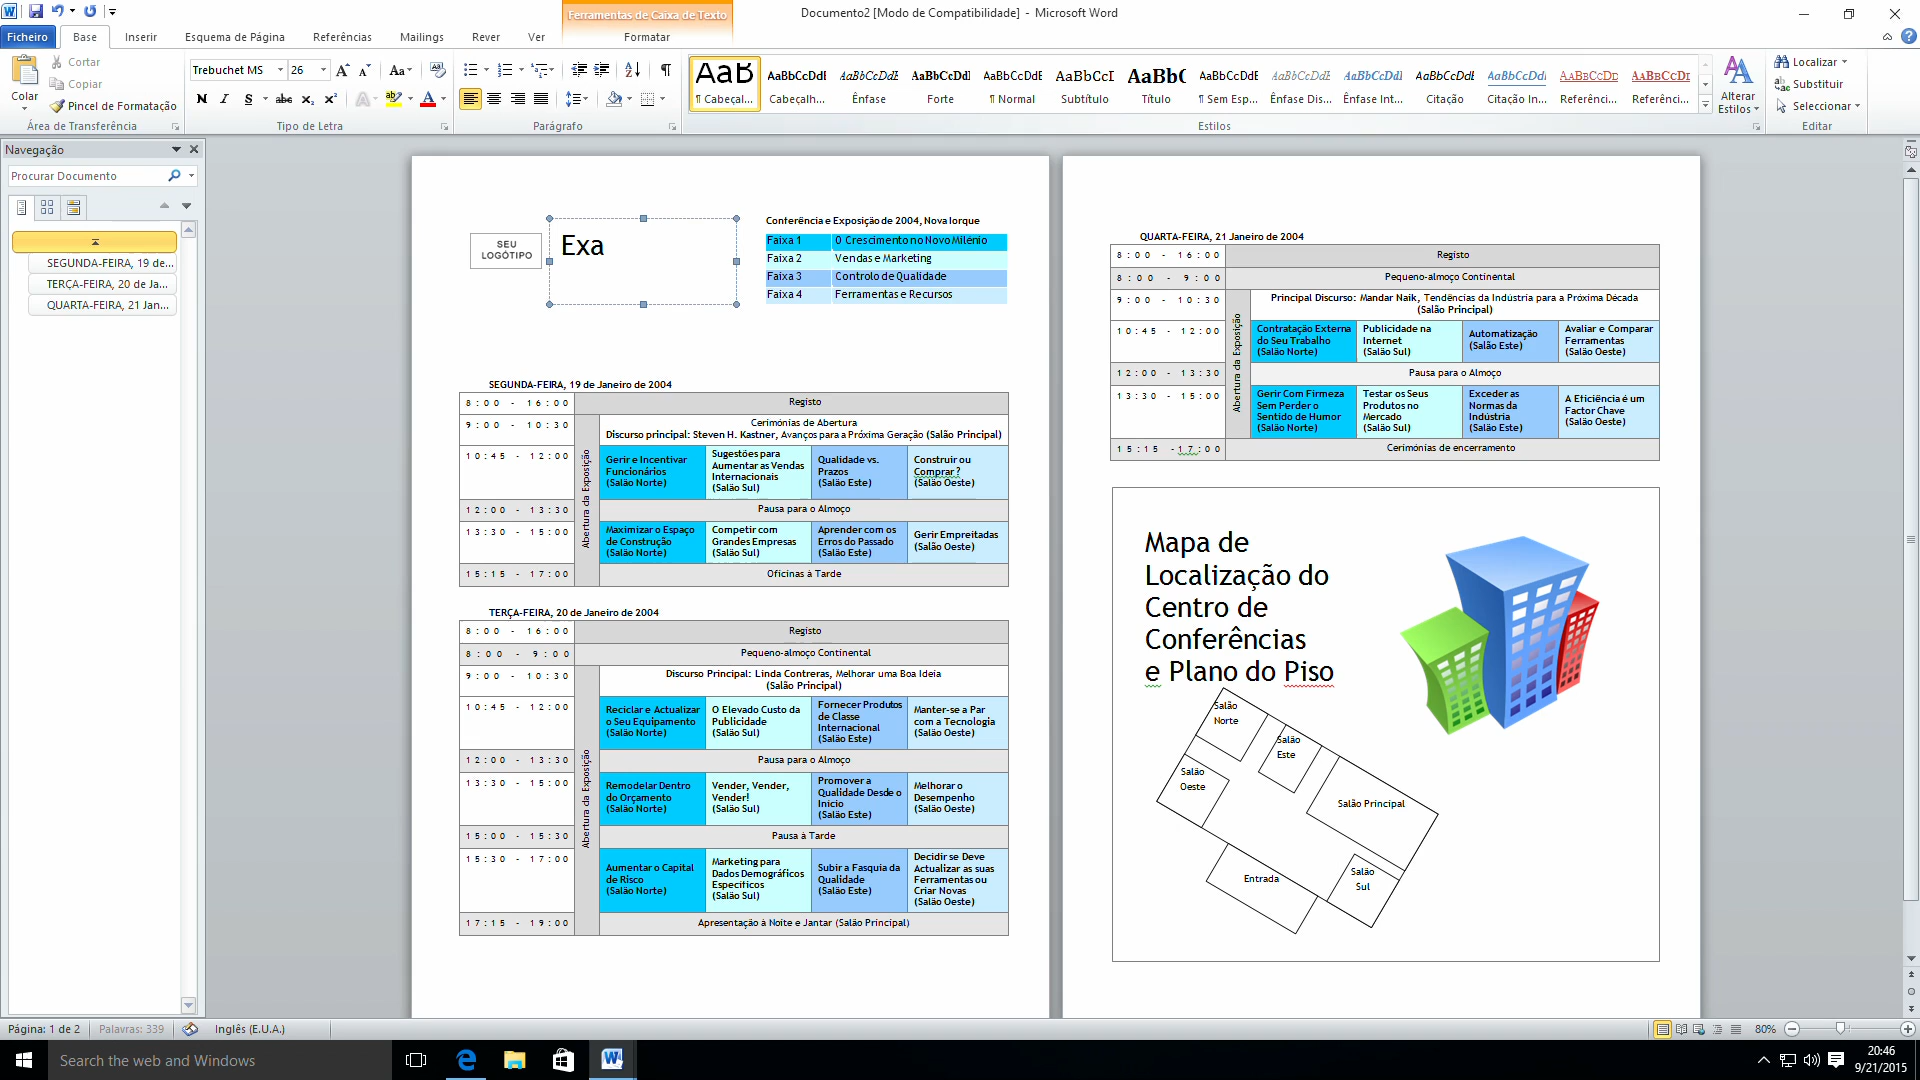 Ferramentas de Caixa de Texto
Documento2 [Modo de Compatibilidade] - Microsoft Word
Ficheiro
Base
Inserir
Esquema de Página
Referências
Mailings
Rever
Ver
Formatar
Colar
Cortar
Copiar
Pincel de Formatação
Área de Transferência
Trebuchet MS
26
Tipo de Letra
Parágrafo
AaB
¶ Cabeçal...
AaBbCcDdE
Cabeçalh...
AaBbCcDdE
Ênfase
AaBbCcDdI
Forte
AaBbCcDdE
¶ Normal
AaBbCcI
Subtítulo
AaBbC
Título
AaBbCcDdE
¶ Sem Esp...
AaBbCcDdE
Ênfase Dis...
AaBbCcDdI
Ênfase Int...
AaBbCcDdE
Citação
AaBbCcDdI
Citação In...
AaBbCcDd
Referênci...
AaBbCcDd
Referênci...
Alterar
Estilos
Estilos
Localizar
Substituir
Seleccionar
Editar
Navegação
Procurar Documento
SEGUNDA-FEIRA, 19 de...
TERÇA-FEIRA, 20 de Ja...
QUARTA-FEIRA, 21 Jan...
SEU
LOGÓTIPO
Exa
Conferência e Exposição de 2004, Nova Iorque
Faixa 1 O Crescimento no Novo Milénio
Faixa 2 Vendas e Marketing
Faixa 3 Controlo de Qualidade
Faixa 4 Ferramentas e Recursos
SEGUNDA-FEIRA, 19 de Janeiro de 2004
8:00 - 16:00
Registo
Abertura da Exposição
9:00 - 10:30
Cerimónias de Abertura
Discurso principal: Steven H. Kastner, Avanços para a Próxima Geração (Salão Principal)
10:45 - 12:00
Gerir e Incentivar
Funcionários
(Salão Norte)
Sugestões para
Aumentar as Vendas
Internacionais
(Salão Sul)
Qualidade vs.
Prazos
(Salão Este)
Construir ou
Comprar?
(Salão Oeste)
12:00 - 13:30
Pausa para o Almoço
13:30 - 15:00
Maximizar o Espaço
de Construção
(Salão Norte)
Competir com
Grandes Empresas
(Salão Sul)
Aprender com os
Erros do Passado
(Salão Este)
Gerir Empreitadas
(Salão Oeste)
15:15 - 17:00
Oficinas à Tarde
TERÇA-FEIRA, 20 de Janeiro de 2004
8:00 - 16:00
Registo
8:00 - 9:00
Pequeno-almoço Continental
Abertura da Exposição
9:00 - 10:30
Discurso Principal: Linda Contreras, Melhorar uma Boa Ideia
(Salão Principal)
10:45 - 12:00
Reciclar e Actualizar
o Seu Equipamento
(Salão Norte)
O Elevado Custo da
Publicidade
(Salão Sul)
Fornecer Produtos
de Classe
Internacional
(Salão Este)
Manter-se a Par
com a Tecnologia
(Salão Oeste)
12:00 - 13:30
Pausa para o Almoço
13:30 - 15:00
Remodelar Dentro
do Orçamento
(Salão Norte)
Vender, Vender,
Vender!
(Salão Sul)
Promover a
Qualidade Desde o
Início
(Salão Este)
Melhorar o
Desempenho
(Salão Oeste)
15:00 - 15:30
Pausa à Tarde
15:30 - 17:00
Aumentar o Capital
de Risco
(Salão Norte)
Marketing para
Dados Demográficos
Específicos
(Salão Sul)
Subir a Fasquia da
Qualidade
(Salão Este)
Decidir se Deve
Actualizar as suas
Ferramentas ou
Criar Novas
(Salão Oeste)
17:15 - 19:00
Apresentação à Noite e Jantar (Salão Principal)
QUARTA-FEIRA, 21 Janeiro de 2004
8:00 - 16:00
Registo
8:00 - 9:00
Pequeno-almoço Continental
Abertura da Exposição
9:00 - 10:30
Principal Discurso: Mandar Naik, Tendências da Indústria para a Próxima Década
(Salão Principal)
10:45 - 12:00
Contratação Externa
do Seu Trabalho
(Salão Norte)
Publicidade na
Internet
(Salão Sul)
Automatização
(Salão Este)
Avaliar e Comparar
Ferramentas
(Salão Oeste)
12:00 - 13:30
Pausa para o Almoço
13:30 - 15:00
Gerir Com Firmeza
Sem Perder o
Sentido de Humor
(Salão Norte)
Testar os Seus
Produtos no
Mercado
(Salão Sul)
Exceder as
Normas da
Indústria
(Salão Este)
A Eficiência é um
Factor Chave
(Salão Oeste)
15:15 -17:00
Cerimónias de encerramento
Mapa de
Localização do
Centro de
Conferências
e Plano do Piso
Salão
Norte
Salão
Este
Salão
Oeste
Salão Principal
Entrada
Salão
Sul
Página: 1 de 2
Palavras: 339
Inglês (E.U.A.)
80%
Search the web and Windows
20:46
9/21/2015